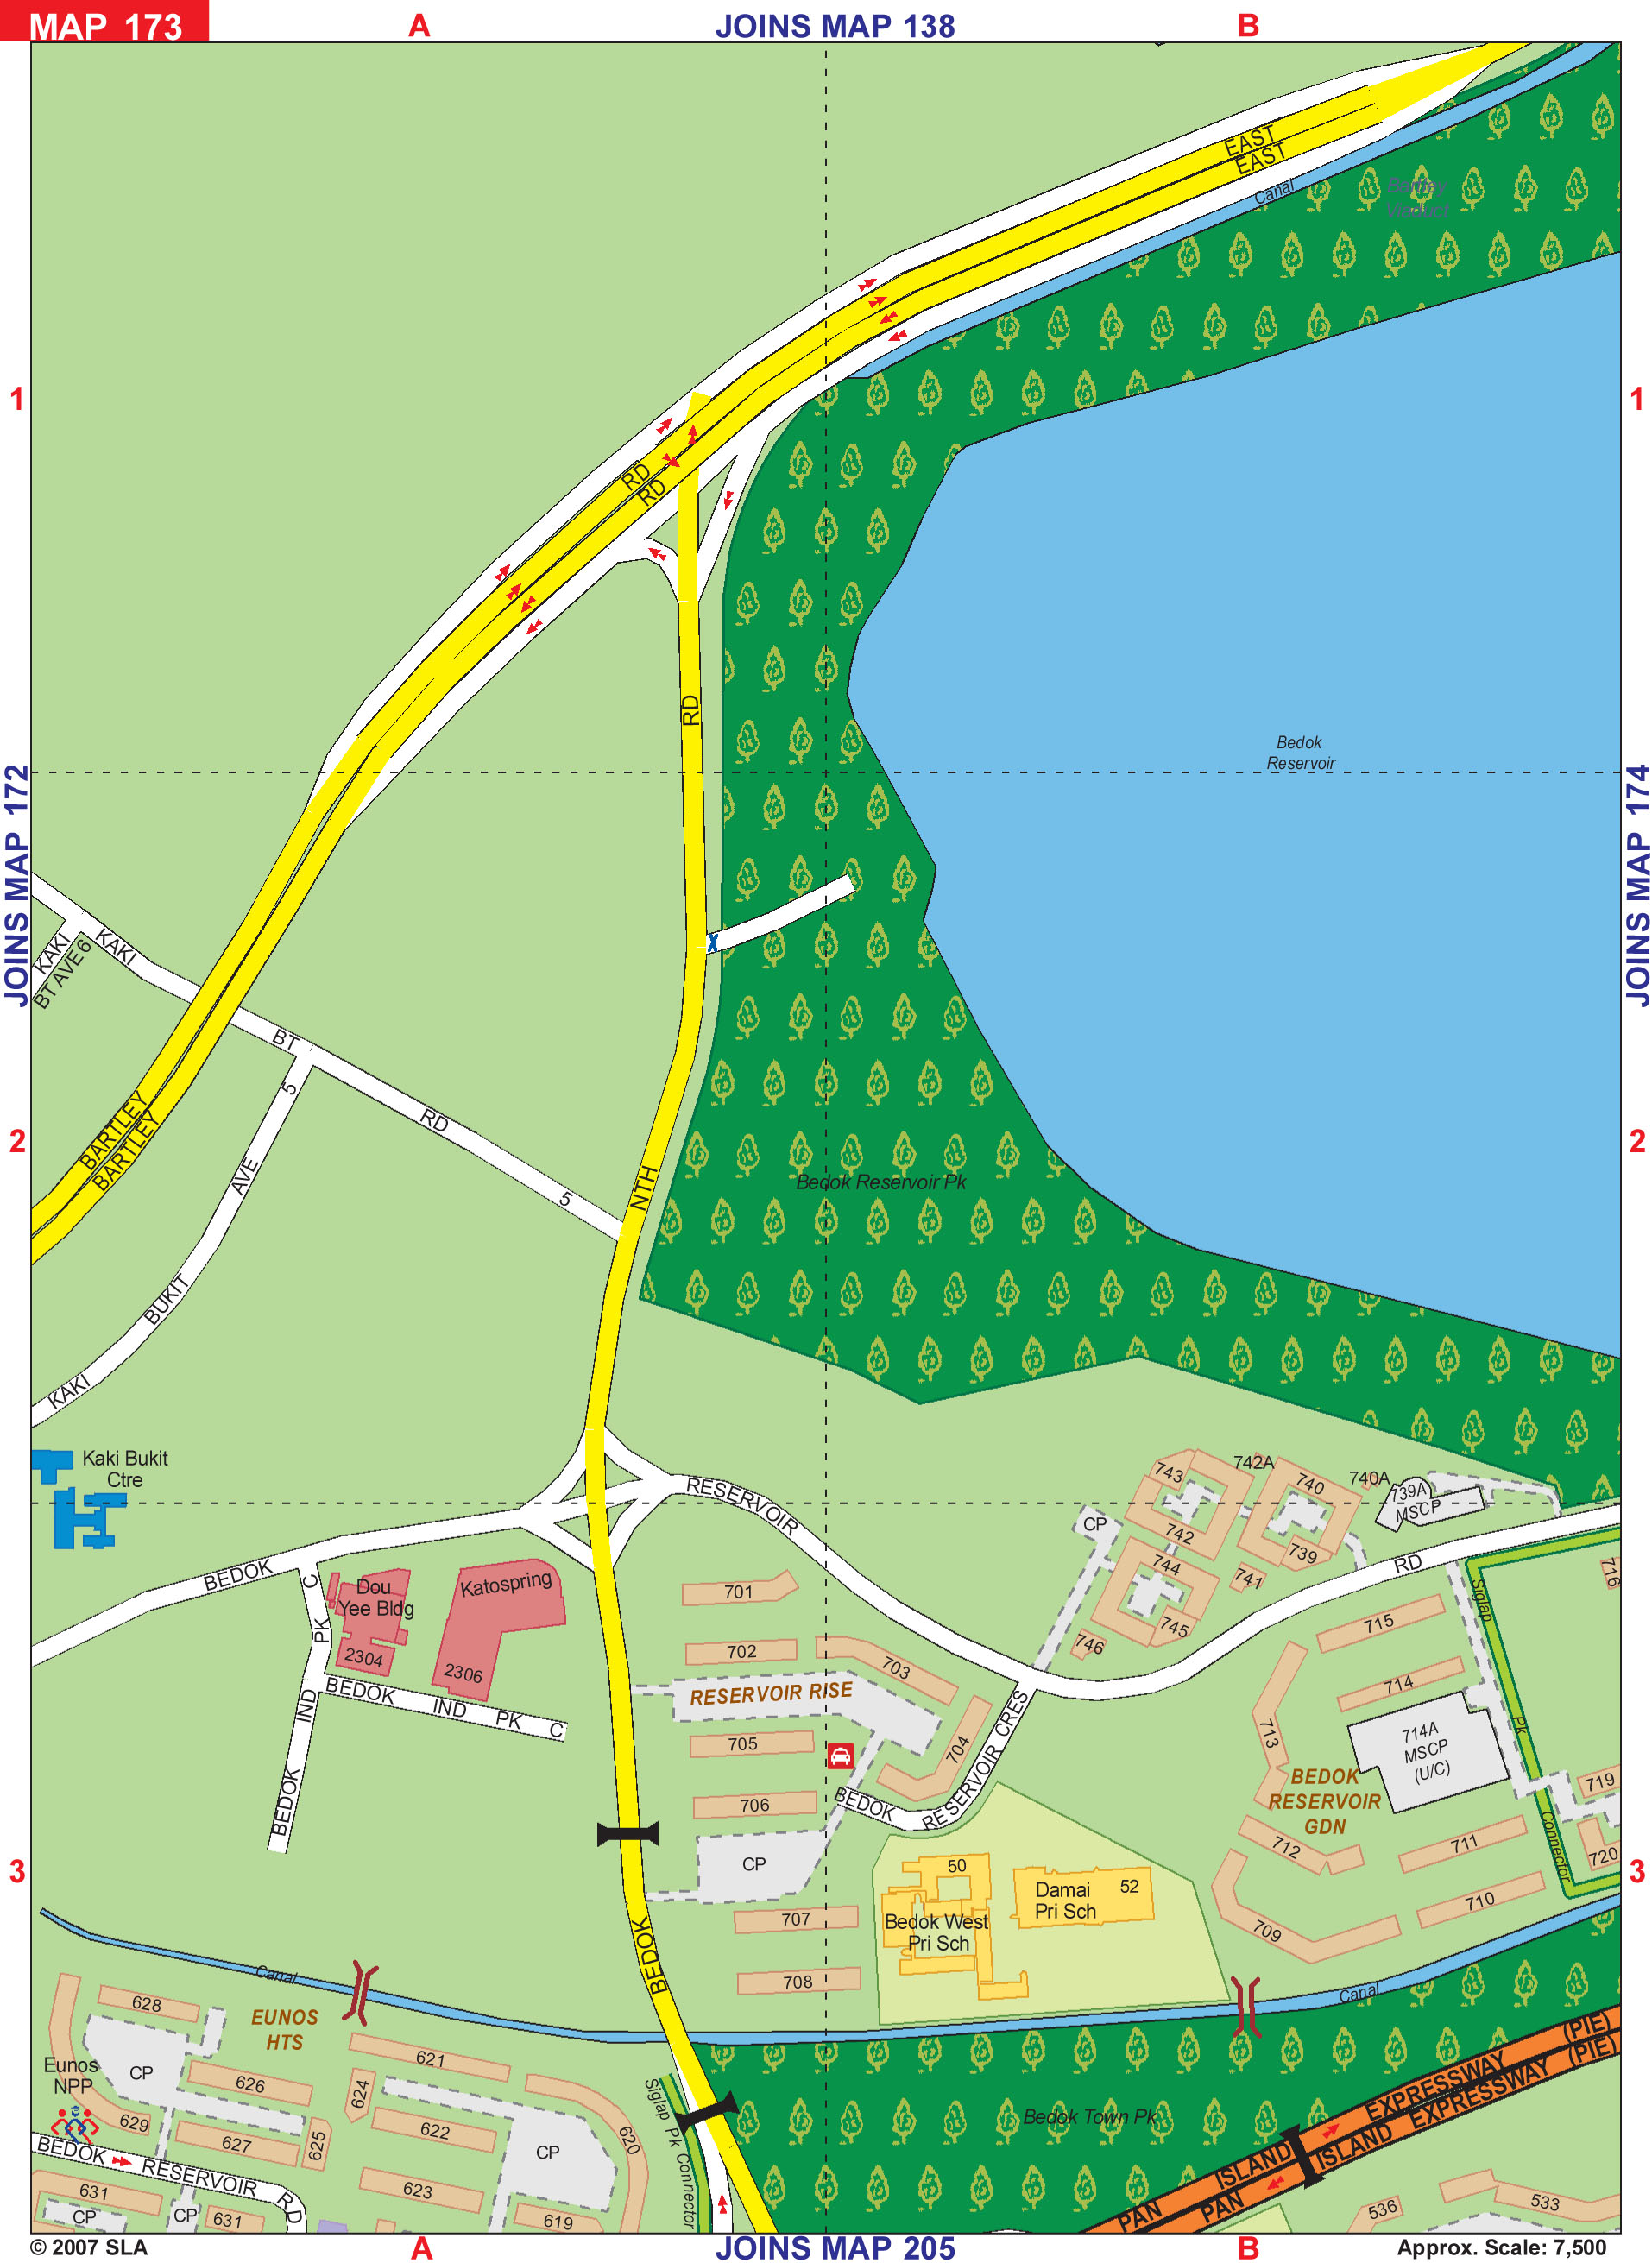 MAP 173
A
JOINS MAP 138
B
EAST
EAST
Canal
Bartley
Viaduct
1
1
RD
RD
RD
Bedok
Reservoir
JOINS MAP 172
JOINS MAP 174
KAKI
BT AVE 6
KAKI
BT
5
RD
BARTLEY
BARTLEY
2
2
AVE
5
NTH
Bedok Reservoir Pk
BUKIT
KAKI
Kaki Bukit
Ctre
RESERVOIR
743
742A
740
740A
739A
MSCP
CP
742
739
744
741
745
746
BEDOK
C
Dou
Yee Bldg
Katospring
701
RD
Siglap
716
PK
2304
2306
702
703
715
BEDOK
IND
PK
C
IND
RESERVOIR RISE
714
713
714A
MSCP
(U/C)
Pk
705
704
RESERVOIR CRES
BEDOK
BEDOK
RESERVOIR
GDN
719
BEDOK
706
712
711
Connector
720
CP
3
3
50
Damai
Pri Sch
52
710
Bedok West
Pri Sch
707
709
BEDOK
708
Canal
Canal
628
EUNOS
HTS
621
(PIE)
(PIE)
Eunos
NPP
CP
626
624
EXPRESSWAY
EXPRESSWAY
629
622
620
Siglap Pk Connector
Bedok Town Pk
627
625
CP
BEDOK
RESERVOIR
RD
ISLAND
ISLAND
631
623
CP
CP
631
619
PAN
PAN
536
533
© 2007 SLA
A
JOINS MAP 205
B
Approx. Scale: 7,500